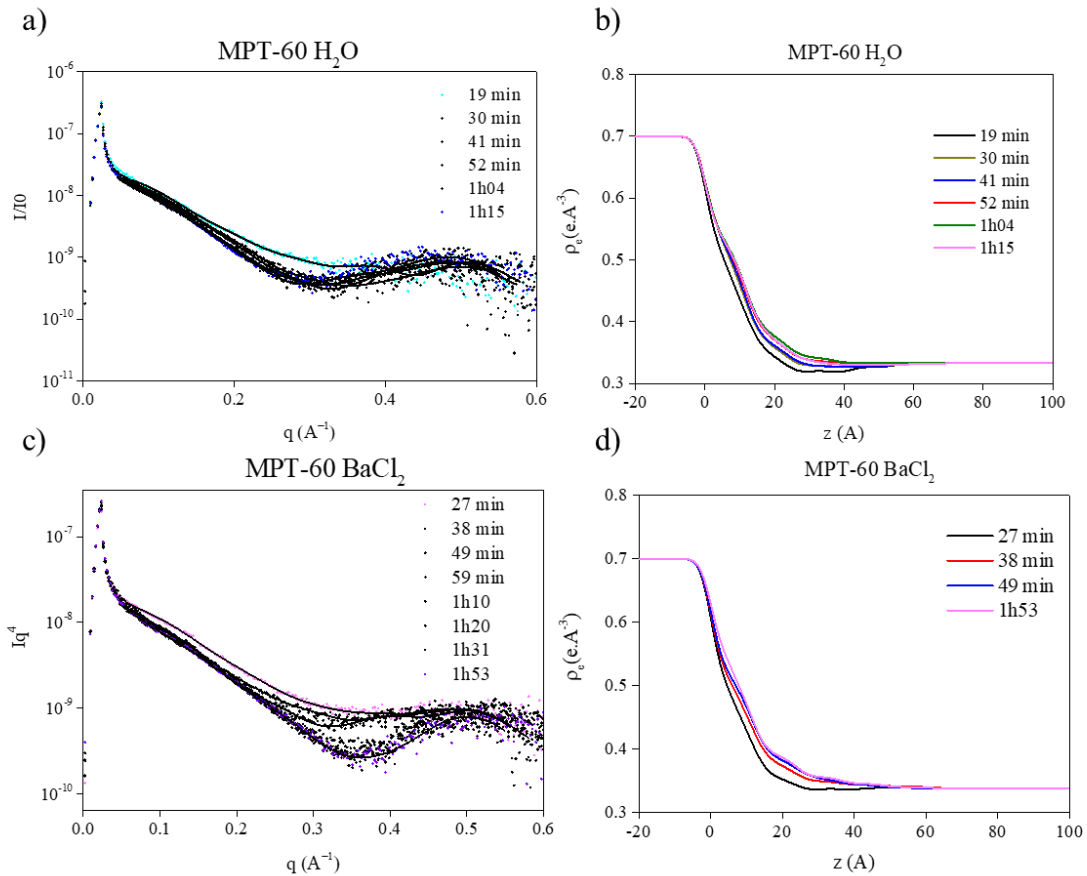 a)
MPT-60 H₂O
10⁻⁶
10⁻⁷
10⁻⁸
10⁻⁹
10⁻¹⁰
10⁻¹¹
I/I0
19 min
30 min
41 min
52 min
1h04
1h15
0.0 0.2 0.4 0.6
q (A⁻¹)
b)
MPT-60 H₂O
0.8
0.7
0.6
0.5
0.4
0.3
ρₑ(e.A⁻³)
19 min
30 min
41 min
52 min
1h04
1h15
-20 0 20 40 60 80 100
z (A)
c)
MPT-60 BaCl₂
10⁻⁷
10⁻⁸
10⁻⁹
10⁻¹⁰
Iq⁴
27 min
38 min
49 min
59 min
1h10
1h20
1h31
1h53
0.0 0.1 0.2 0.3 0.4 0.5 0.6
q (A⁻¹)
d)
MPT-60 BaCl₂
0.8
0.7
0.6
0.5
0.4
0.3
ρₑ(e.A⁻³)
27 min
38 min
49 min
1h53
-20 0 20 40 60 80 100
z (A)